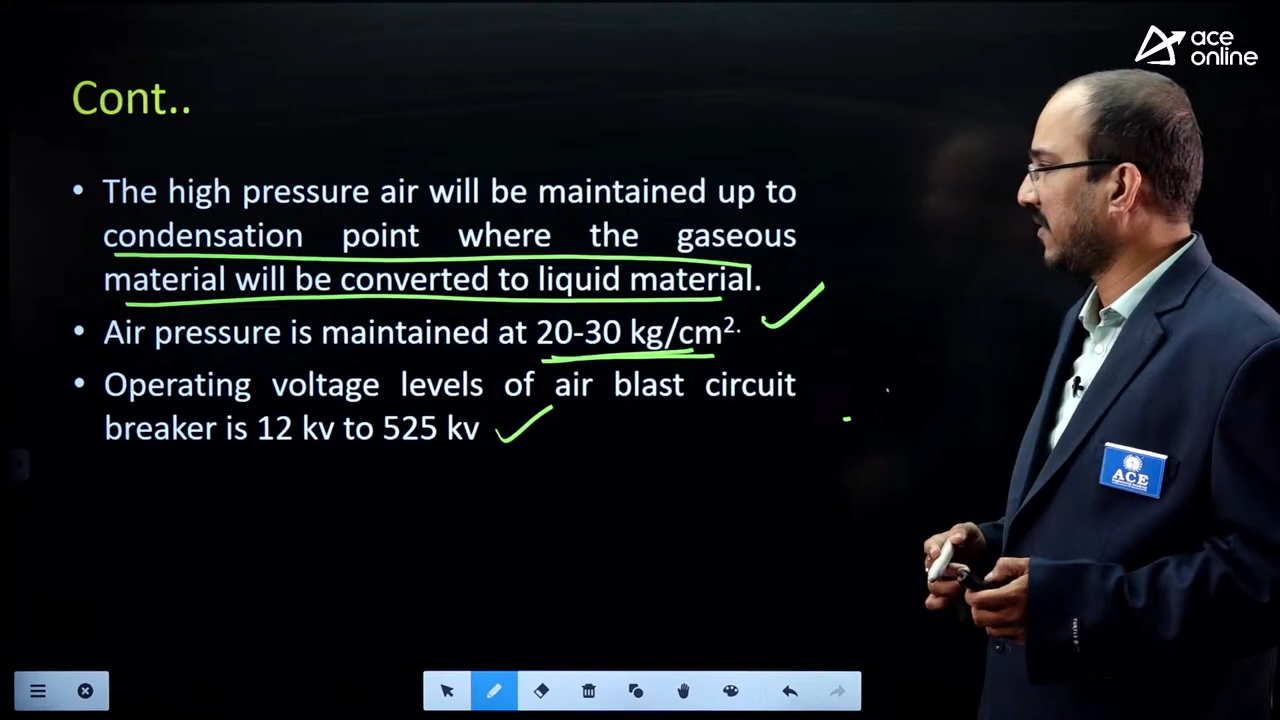 ace
online
Cont..
• The high pressure air will be maintained up to
condensation point where the gaseous
material will be converted to liquid material.
• Air pressure is maintained at 20-30 kg/cm².
• Operating voltage levels of air blast circuit
breaker is 12 kv to 525 kv
ACE